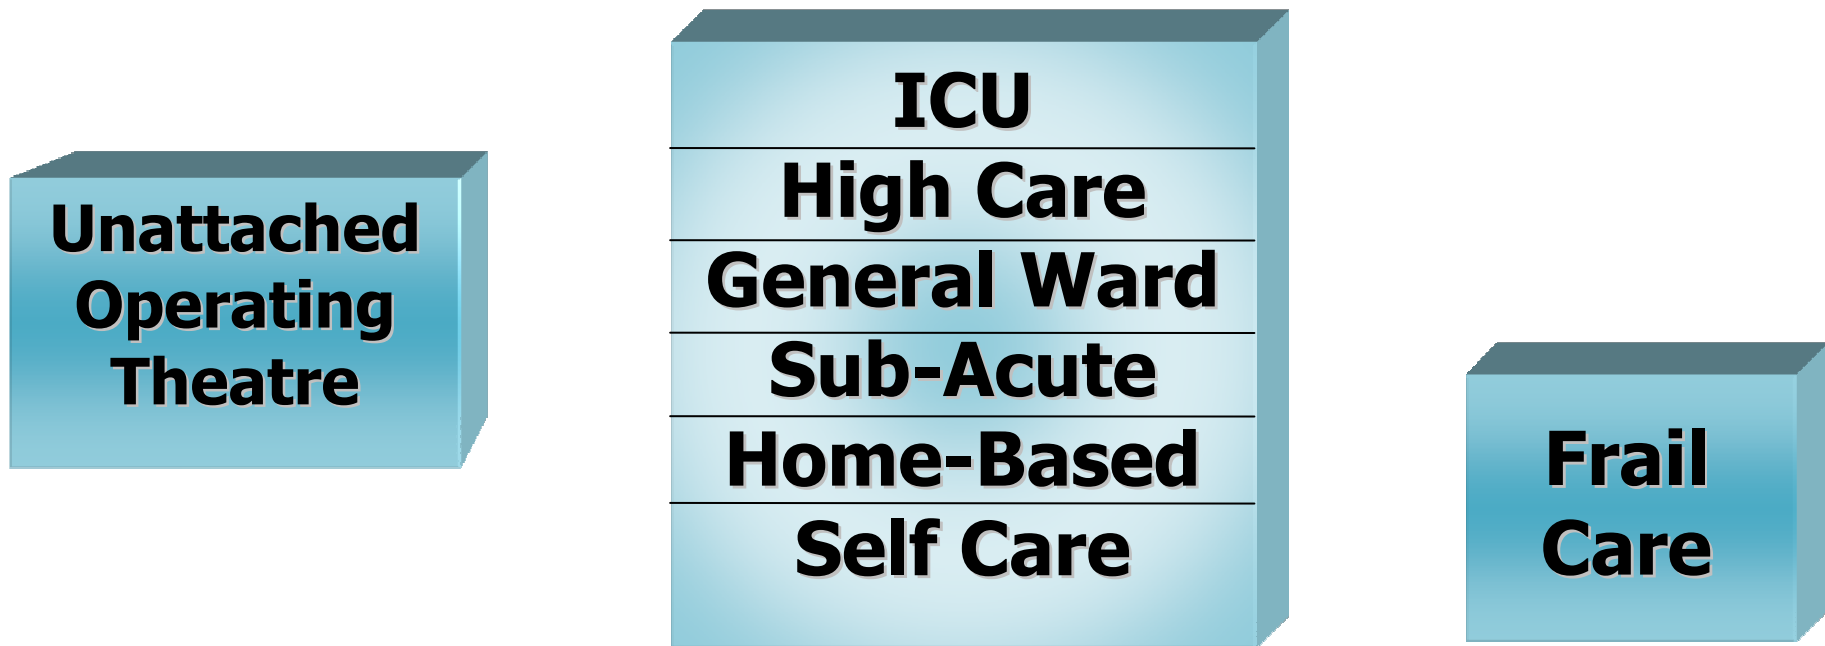 Unattached
Operating
Theatre
ICU
High Care
General Ward
Sub-Acute
Home-Based
Self Care
Frail
Care